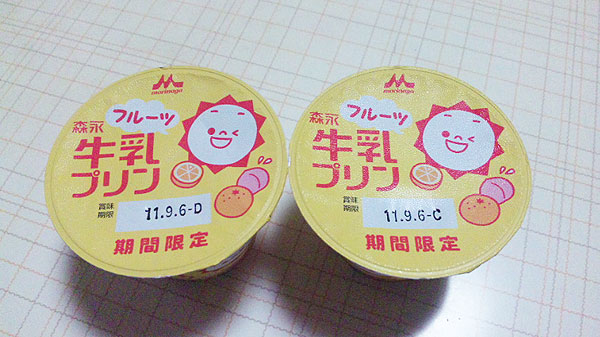 morinaga
森永
フルーツ
牛乳
プリン
賞味
期限
11.9.6-D
期間限定
morinaga
森永
フルーツ
牛乳
プリン
賞味
期限
11.9.6-C
期間限定